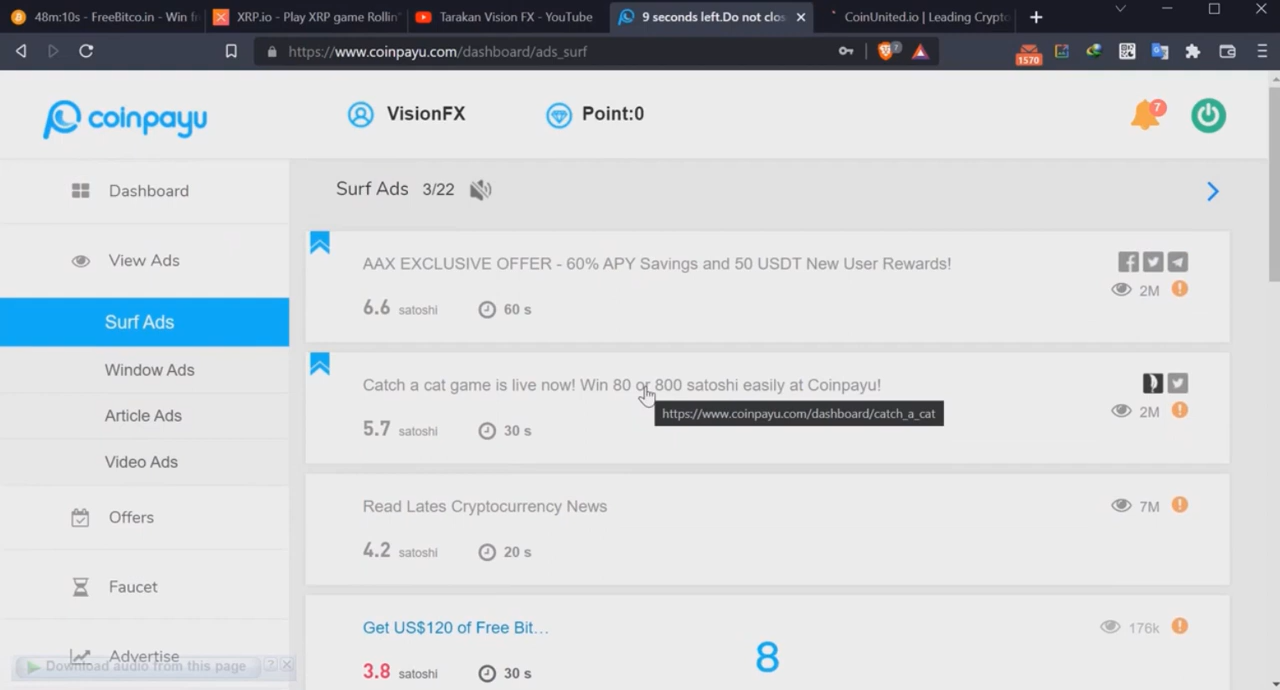 48m:10s - FreeBitco.in - Win f
XRP.io - Play XRP game Rollin'
Tarakan Vision FX - YouTube
9 seconds left.Do not clos
CoinUnited.io | Leading Crypto
https://www.coinpayu.com/dashboard/ads_surf
7
1570
coinpayu
VisionFX
Point:0
7
Dashboard
View Ads
Surf Ads
Window Ads
Article Ads
Video Ads
Offers
Faucet
Advertise
Download audio from this page
?
Surf Ads 3/22
AAX EXCLUSIVE OFFER - 60% APY Savings and 50 USDT New User Rewards!
6.6 satoshi 60 s
2M
Catch a cat game is live now! Win 80 or 800 satoshi easily at Coinpayu!
https://www.coinpayu.com/dashboard/catch_a_cat
5.7 satoshi 30 s
2M
Read Lates Cryptocurrency News
4.2 satoshi 20 s
7M
Get US$120 of Free Bit...
3.8 satoshi 30 s
8
176k